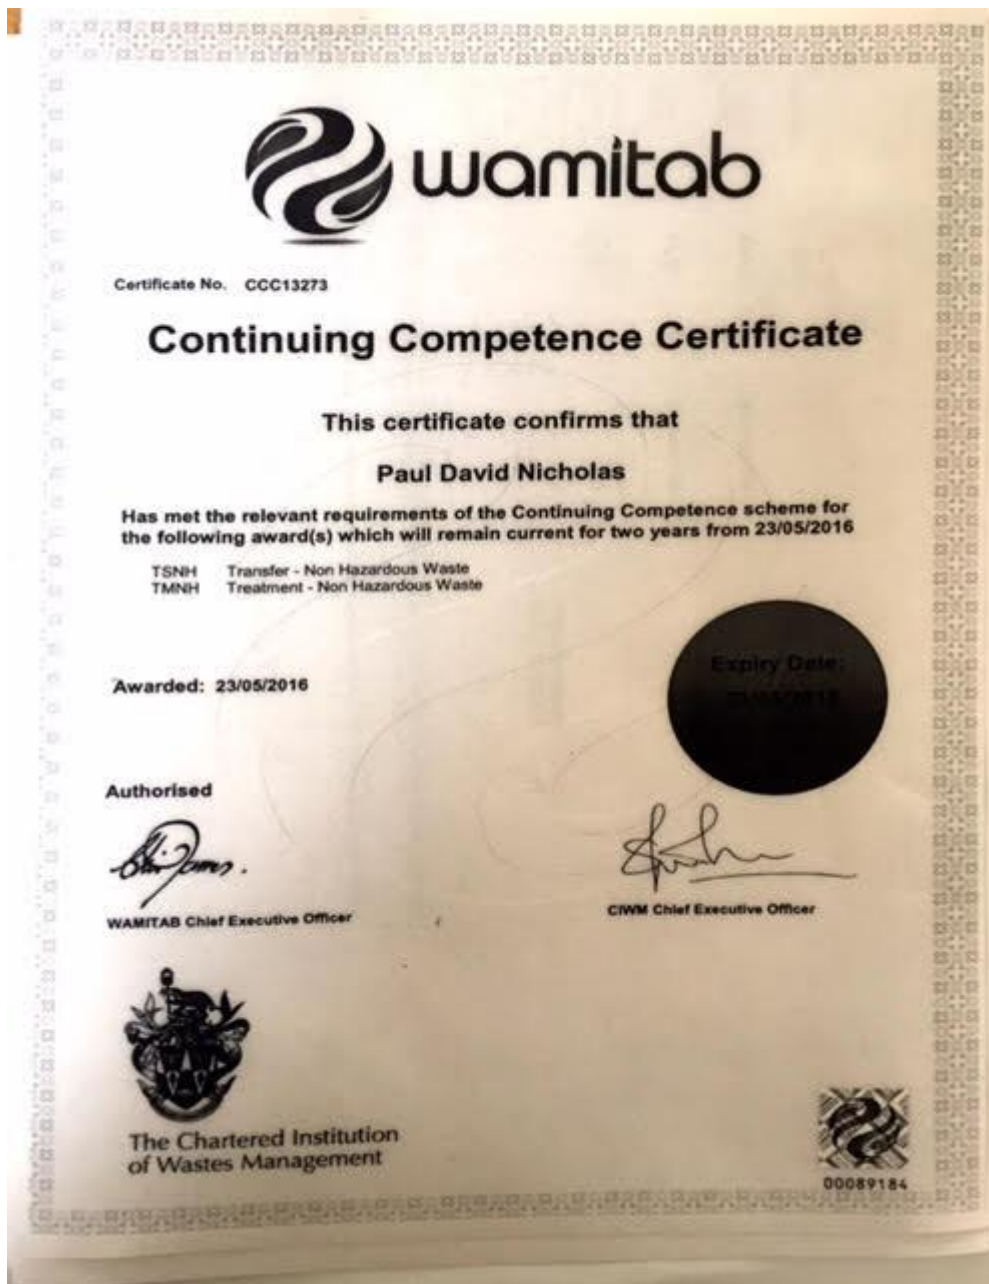 wamitab
Certificate No. CCC13273
Continuing Competence Certificate
This certificate confirms that
Paul David Nicholas
Has met the relevant requirements of the Continuing Competence scheme for
the following award(s) which will remain current for two years from 23/05/2016
TSNH Transfer - Non Hazardous Waste
TMNH Treatment - Non Hazardous Waste
Expiry Date:
Awarded: 23/05/2016
Authorised
WAMITAB Chief Executive Officer
CIWM Chief Executive Officer
The Chartered Institution
of Wastes Management
00089184